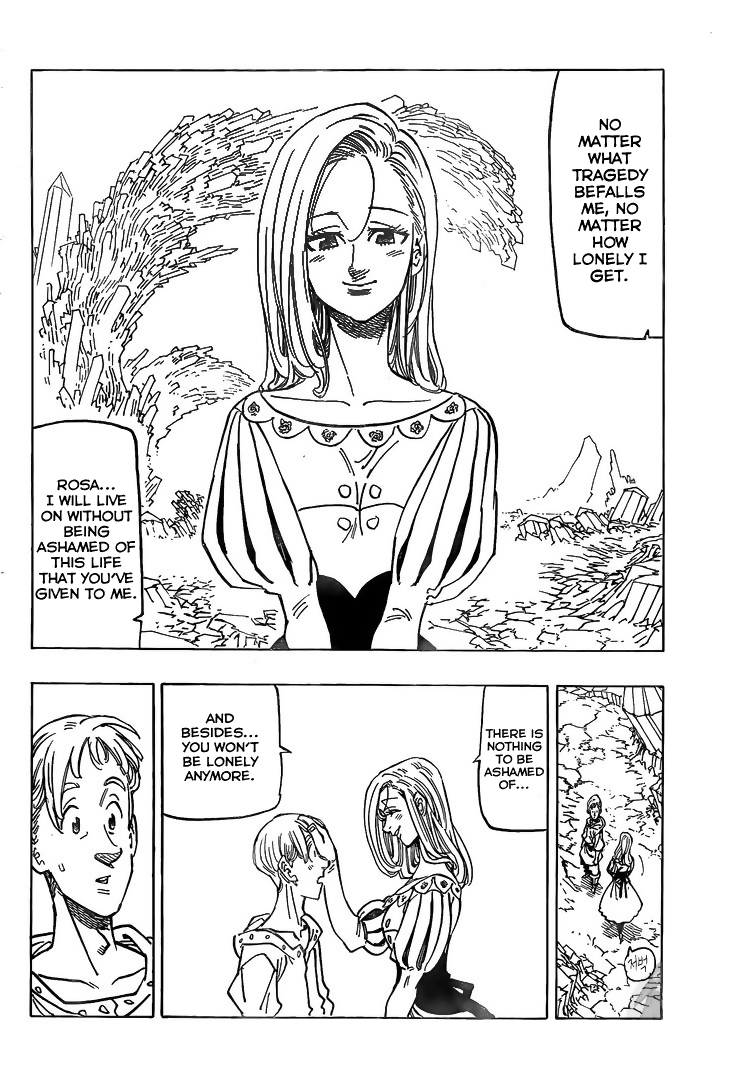 NO
MATTER
WHAT
TRAGEDY
BEFALLS
ME, NO
MATTER
HOW
LONELY I
GET.
ROSA...
I WILL LIVE
ON WITHOUT
BEING
ASHAMED OF
THIS LIFE
THAT YOU'VE
GIVEN TO ME.
저벅
THERE IS
NOTHING
TO BE
ASHAMED
OF...
AND
BESIDES...
YOU WON'T
BE LONELY
ANYMORE.